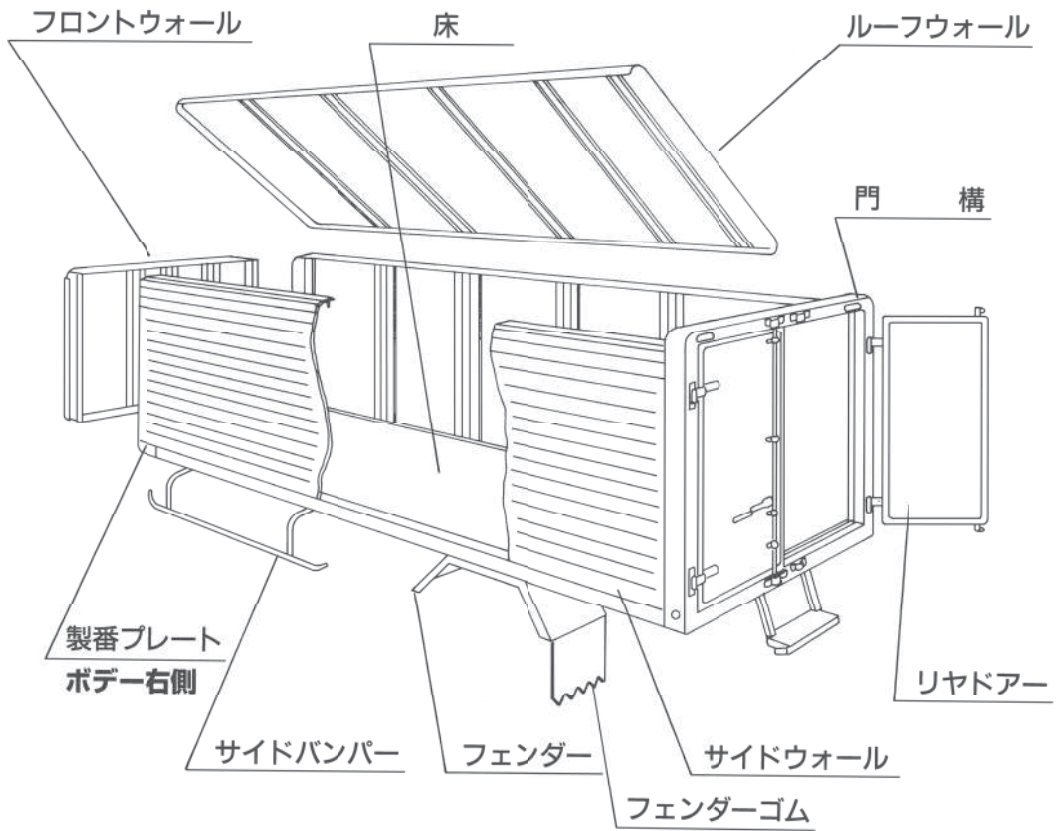 フロントウォール
床
ルーフウォール
門 構
製番プレート
ボデー右側
リヤドアー
サイドバンパー
フェンダー
サイドウォール
フェンダーゴム